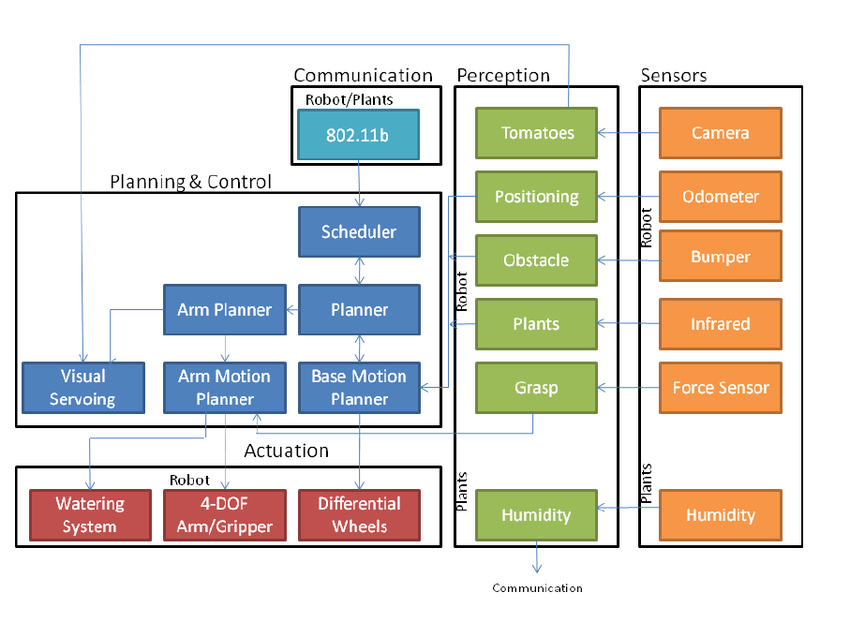 Communication
Perception
Sensors
Robot/Plants
802.11b
Tomatoes
Camera
Planning & Control
Positioning
Odometer
Scheduler
Robot
Obstacle
Bumper
Robot
Arm Planner
Planner
Plants
Infrared
Visual
Servoing
Arm Motion
Planner
Base Motion
Planner
Grasp
Force Sensor
Actuation
Robot
Plants
Plants
Watering
System
4-DOF
Arm/Gripper
Differential
Wheels
Humidity
Humidity
Communication